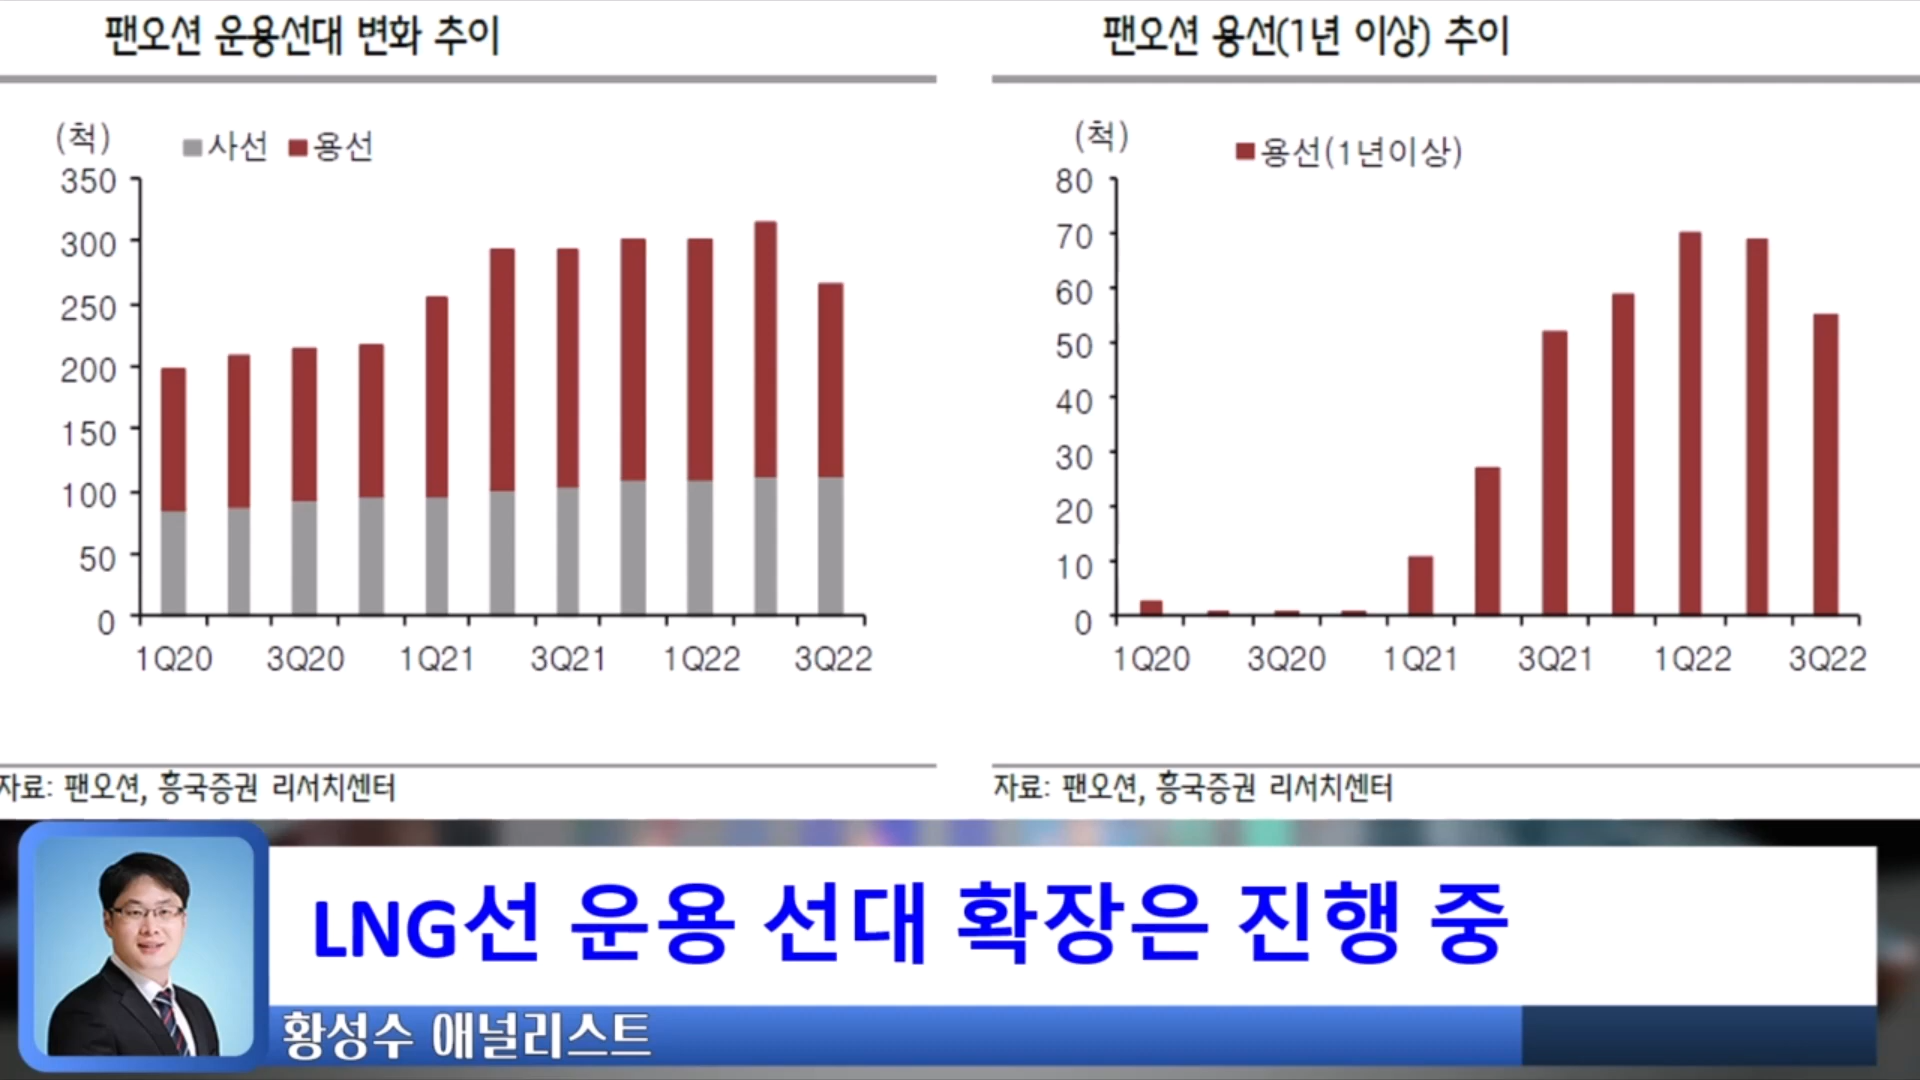 팬오션 운용선대 변화 추이
(척)
사선 용선
350
300
250
200
150
100
50
0
1Q20 3Q20 1Q21 3Q21 1Q22 3Q22
자료: 팬오션, 흥국증권 리서치센터
팬오션 용선(1년 이상) 추이
(척)
용선(1년이상)
80
70
60
50
40
30
20
10
0
1Q20 3Q20 1Q21 3Q21 1Q22 3Q22
자료: 팬오션, 흥국증권 리서치센터
LNG선 운용 선대 확장은 진행 중
황성수 애널리스트